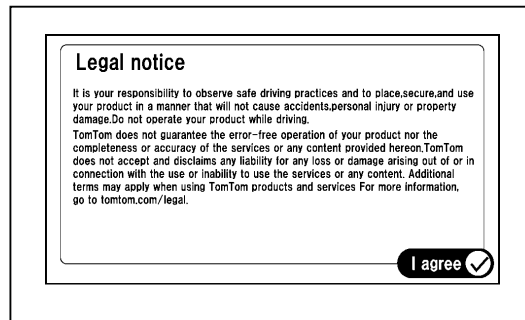 Legal notice
It is your responsibility to observe safe driving practices and to place,secure,and use
your product in a manner that will not cause accidents,personal injury or property
damage.Do not operate your product while driving.
TomTom does not guarantee the error-free operation of your product nor the
completeness or accuracy of the services or any content provided hereon.TomTom
does not accept and disclaims any liability for any loss or damage arising out of or in
connection with the use or inability to use the services or any content. Additional
terms may apply when using TomTom products and services For more information,
go to tomtom.com/legal.
I agree